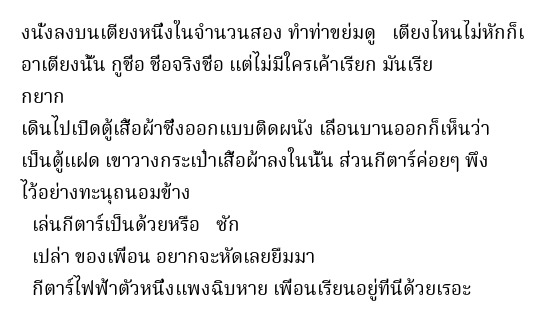 งนั่งลงบนเตียงหนึ่งในจำนวนสอง ทำท่าขย่มดู   เตียงไหนไม่หักก็เ
อาเตียงนั้น กูชื่อ ชื่อจริงชื่อ แต่ไม่มีใครเค้าเรียก มันเรีย
กยาก
เดินไปเปิดตู้เสื้อผ้าซึ่งออกแบบติดผนัง เลื่อนบานออกก็เห็นว่า
เป็นตู้แฝด เขาวางกระเป๋าเสื้อผ้าลงในนั้น ส่วนกีตาร์ค่อยๆ พิง
ไว้อย่างทะนุถนอมข้าง
เล่นกีตาร์เป็นด้วยหรือ   ซัก
เปล่า ของเพื่อน อยากจะหัดเลยยืมมา
กีตาร์ไฟฟ้าตัวหนึ่งแพงฉิบหาย เพื่อนเรียนอยู่ที่นี่ด้วยเรอะ